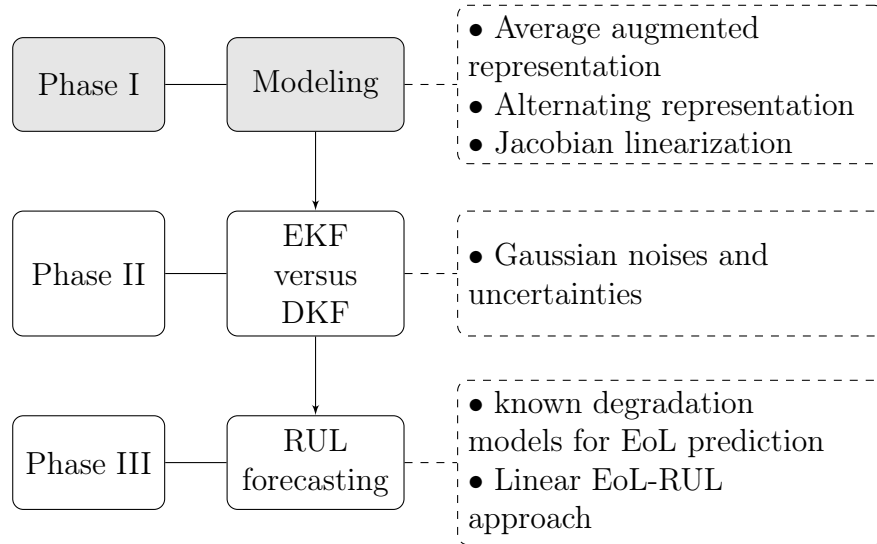 Phase I
Modeling
• Average augmented
representation
• Alternating representation
• Jacobian linearization
Phase II
EKF
versus
DKF
• Gaussian noises and
uncertainties
Phase III
RUL
forecasting
• known degradation
models for EoL prediction
• Linear EoL-RUL
approach